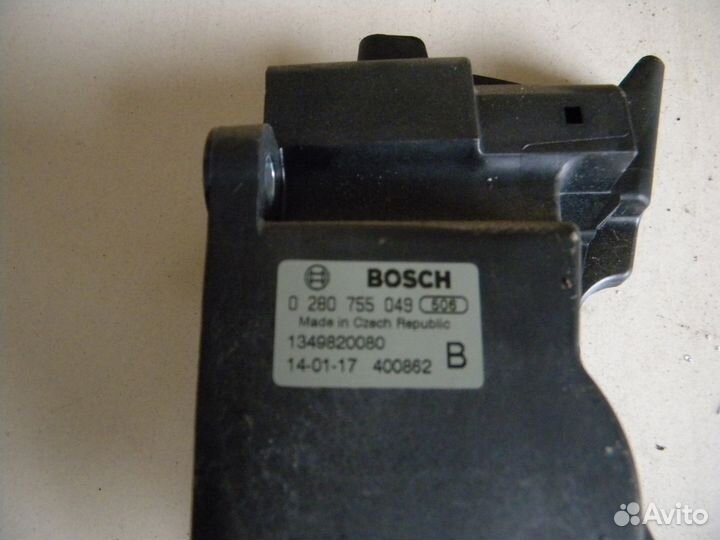 BOSCH
0 280 755 049 506
Made in Czech Republic
1349820080
14-01-17 400862 B
Avito